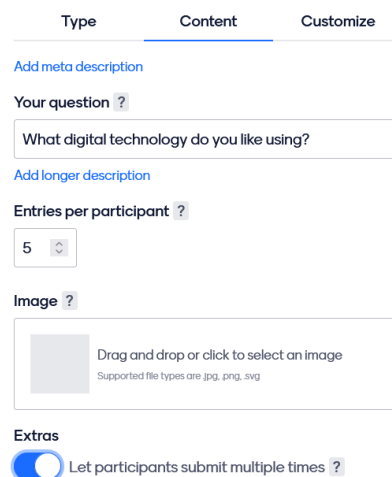 Type Content Customize
Add meta description
Your question ?
What digital technology do you like using?
Add longer description
Entries per participant ?
5
Image ?
Drag and drop or click to select an image
Supported file types are .jpg, .png, .svg
Extras
Let participants submit multiple times ?